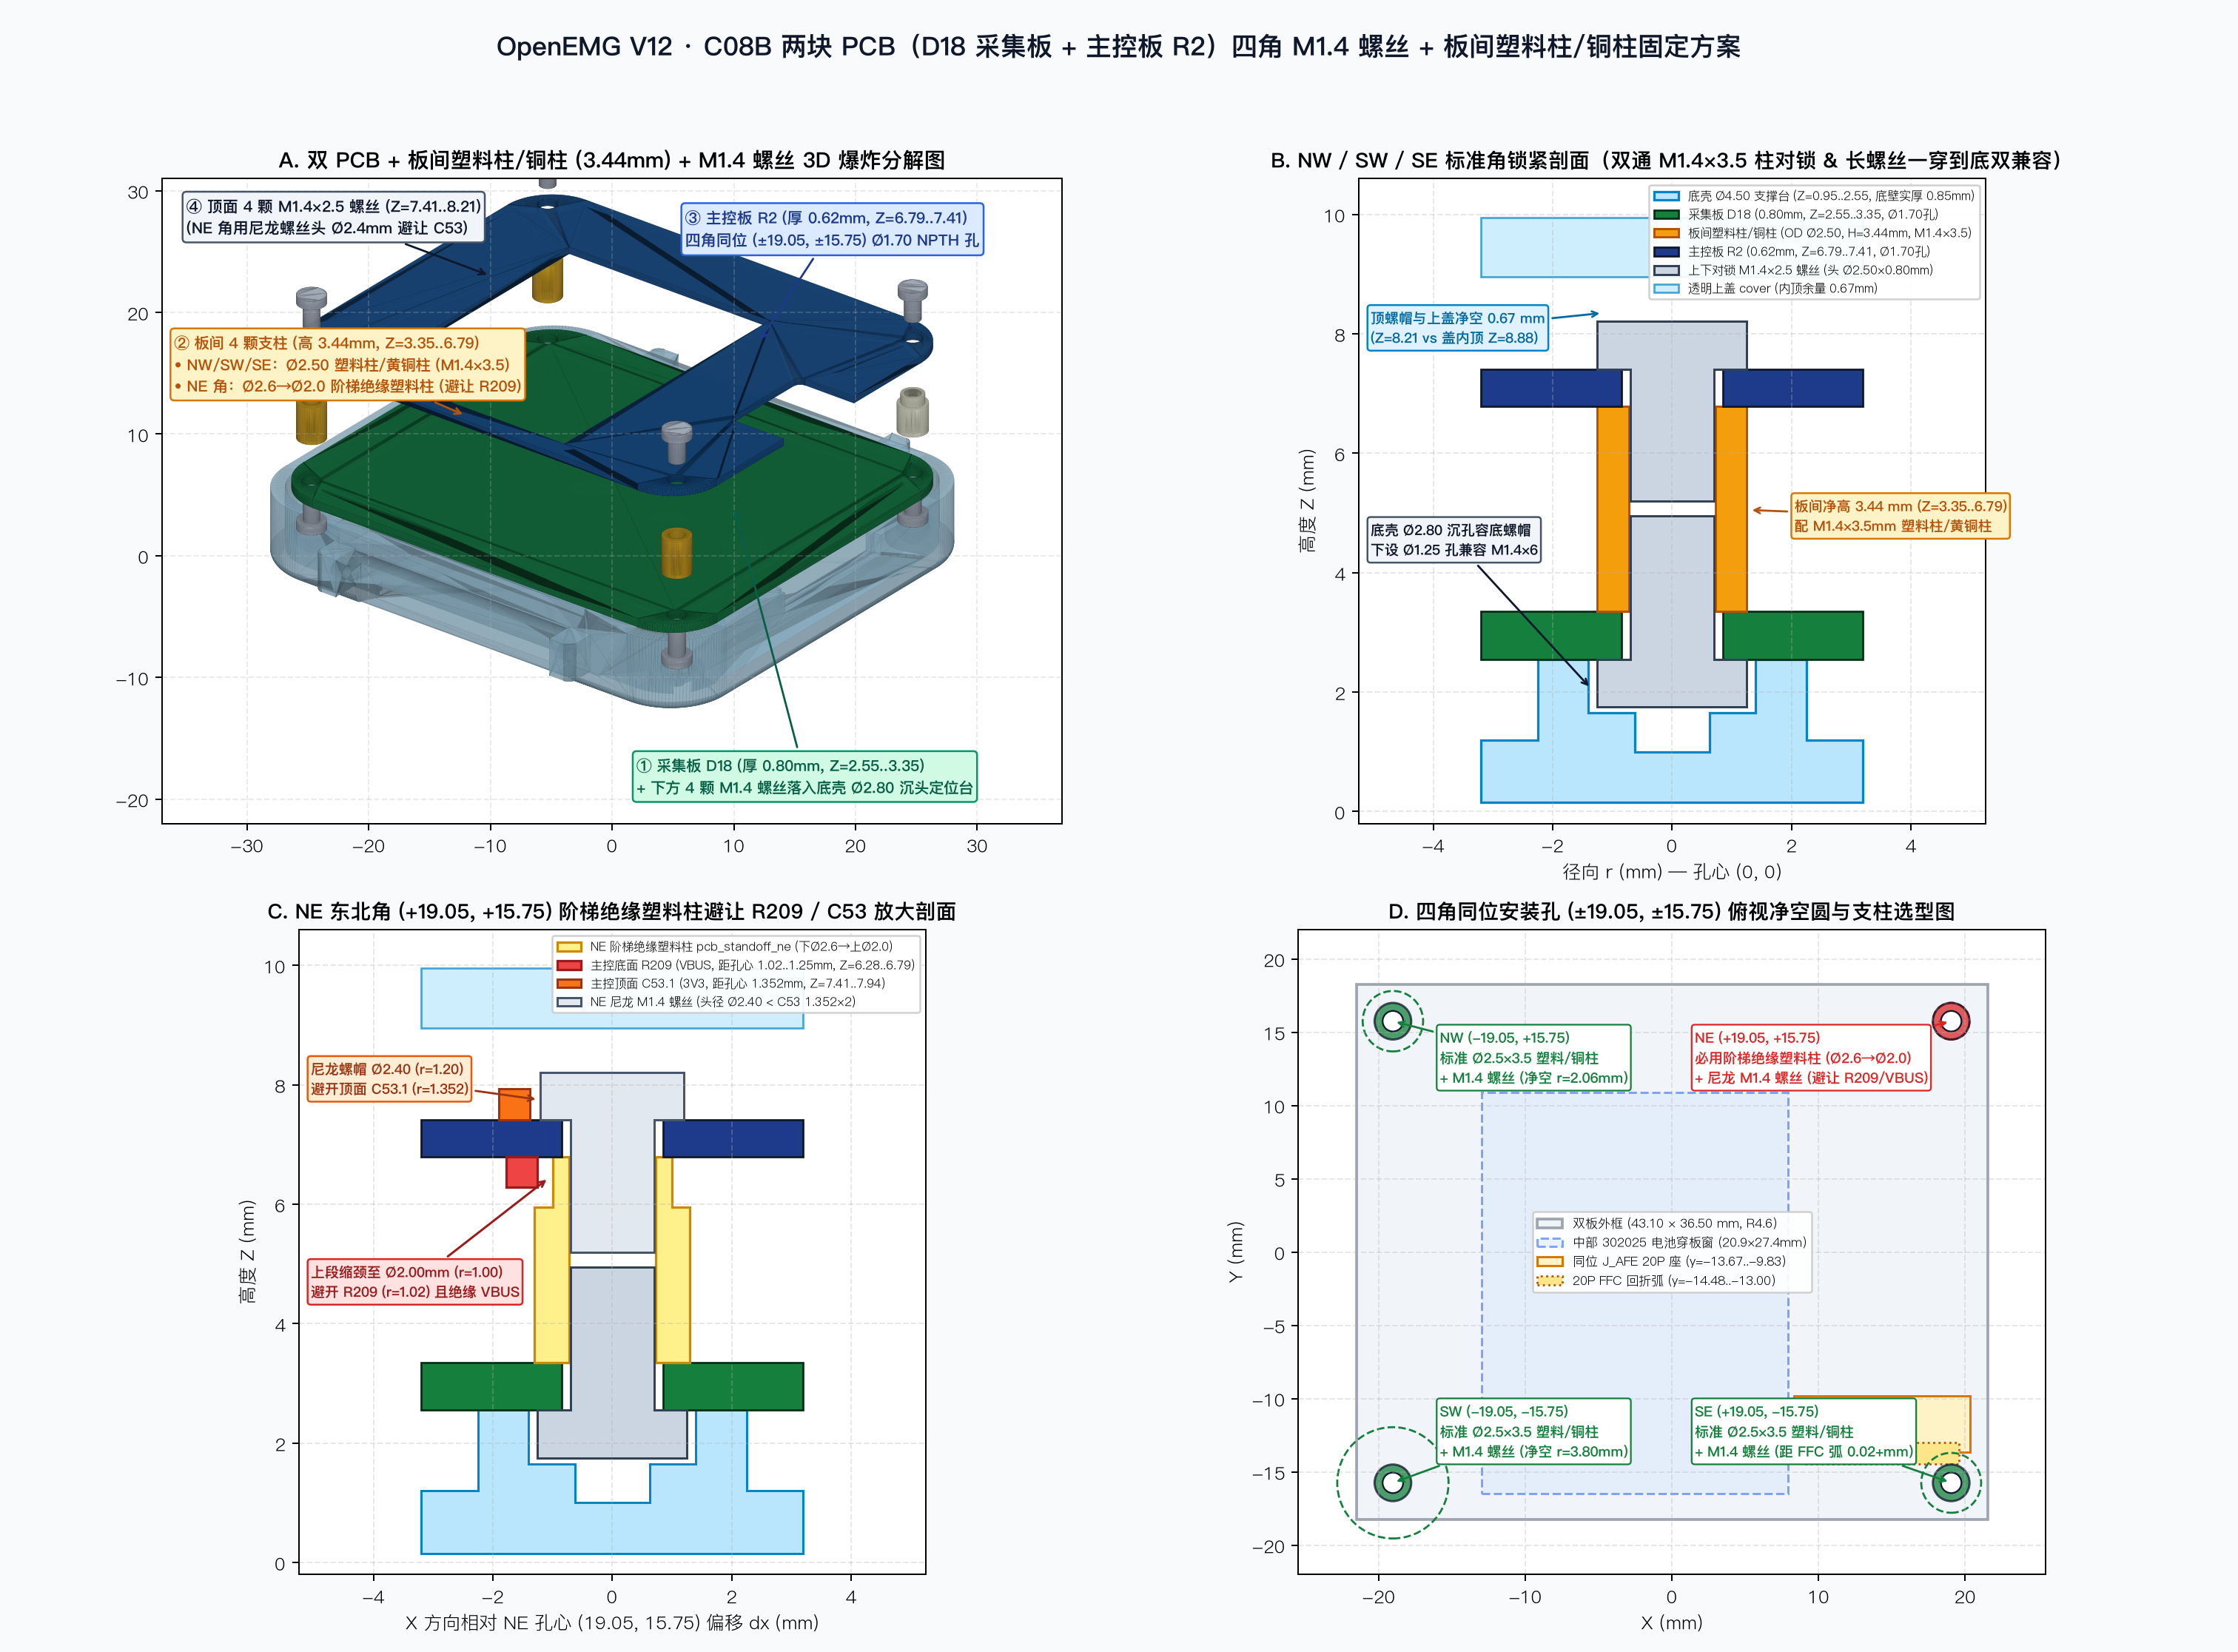 OpenEMG V12 · C08B 两块 PCB（D18 采集板 + 主控板 R2）四角 M1.4 螺丝 + 板间塑料柱/铜柱固定方案
A. 双 PCB + 板间塑料柱/铜柱 (3.44mm) + M1.4 螺丝 3D 爆炸分解图
④ 顶面 4 颗 M1.4×2.5 螺丝 (Z=7.41..8.21)
(NE 角用尼龙螺丝头 Ø2.4mm 避让 C53)
③ 主控板 R2 (厚 0.62mm, Z=6.79..7.41)
四角同位 (±19.05, ±15.75) Ø1.70 NPTH 孔
② 板间 4 颗支柱 (高 3.44mm, Z=3.35..6.79)
• NW/SW/SE：Ø2.50 塑料柱/黄铜柱 (M1.4×3.5)
• NE 角：Ø2.6→Ø2.0 阶梯绝缘塑料柱 (避让 R209)
① 采集板 D18 (厚 0.80mm, Z=2.55..3.35)
+ 下方 4 颗 M1.4 螺丝落入底壳 Ø2.80 沉头定位台
30
20
10
0
−10
−20
−30
−20
−10
0
10
20
30
B. NW / SW / SE 标准角锁紧剖面（双通 M1.4×3.5 柱对锁 & 长螺丝一穿到底双兼容）
底壳 Ø4.50 支撑台 (Z=0.95..2.55, 底壁实厚 0.85mm)
采集板 D18 (0.80mm, Z=2.55..3.35, Ø1.70孔)
板间塑料柱/铜柱 (OD Ø2.50, H=3.44mm, M1.4×3.5)
主控板 R2 (0.62mm, Z=6.79..7.41, Ø1.70孔)
上下对锁 M1.4×2.5 螺丝 (头 Ø2.50×0.80mm)
透明上盖 cover (内顶余量 0.67mm)
顶螺帽与上盖净空 0.67 mm
(Z=8.21 vs 盖内顶 Z=8.88)
板间净高 3.44 mm (Z=3.35..6.79)
配 M1.4×3.5mm 塑料柱/黄铜柱
底壳 Ø2.80 沉孔容底螺帽
下设 Ø1.25 孔兼容 M1.4×6
高度 Z (mm)
10
8
6
4
2
0
−4
−2
0
2
4
径向 r (mm) — 孔心 (0, 0)
C. NE 东北角 (+19.05, +15.75) 阶梯绝缘塑料柱避让 R209 / C53 放大剖面
NE 阶梯绝缘塑料柱 pcb_standoff_ne (下Ø2.6→上Ø2.0)
主控底面 R209 (VBUS, 距孔心 1.02..1.25mm, Z=6.28..6.79)
主控顶面 C53.1 (3V3, 距孔心 1.352mm, Z=7.41..7.94)
NE 尼龙 M1.4 螺丝 (头径 Ø2.40 < C53 1.352×2)
尼龙螺帽 Ø2.40 (r=1.20)
避开顶面 C53.1 (r=1.352)
上段缩颈至 Ø2.00mm (r=1.00)
避开 R209 (r=1.02) 且绝缘 VBUS
高度 Z (mm)
10
8
6
4
2
0
−4
−2
0
2
4
X 方向相对 NE 孔心 (19.05, 15.75) 偏移 dx (mm)
D. 四角同位安装孔 (±19.05, ±15.75) 俯视净空圆与支柱选型图
NW (−19.05, +15.75)
标准 Ø2.5×3.5 塑料/铜柱
+ M1.4 螺丝 (净空 r=2.06mm)
NE (+19.05, +15.75)
必用阶梯绝缘塑料柱 (Ø2.6→Ø2.0)
+ 尼龙 M1.4 螺丝 (避让 R209/VBUS)
双板外框 (43.10 × 36.50 mm, R4.6)
中部 302025 电池穿板窗 (20.9×27.4mm)
同位 J_AFE 20P 座 (y=−13.67..−9.83)
20P FFC 回折弧 (y=−14.48..−13.00)
SW (−19.05, −15.75)
标准 Ø2.5×3.5 塑料/铜柱
+ M1.4 螺丝 (净空 r=3.80mm)
SE (+19.05, −15.75)
标准 Ø2.5×3.5 塑料/铜柱
+ M1.4 螺丝 (距 FFC 弧 0.02+mm)
Y (mm)
20
15
10
5
0
−5
−10
−15
−20
−20
−10
0
10
20
X (mm)